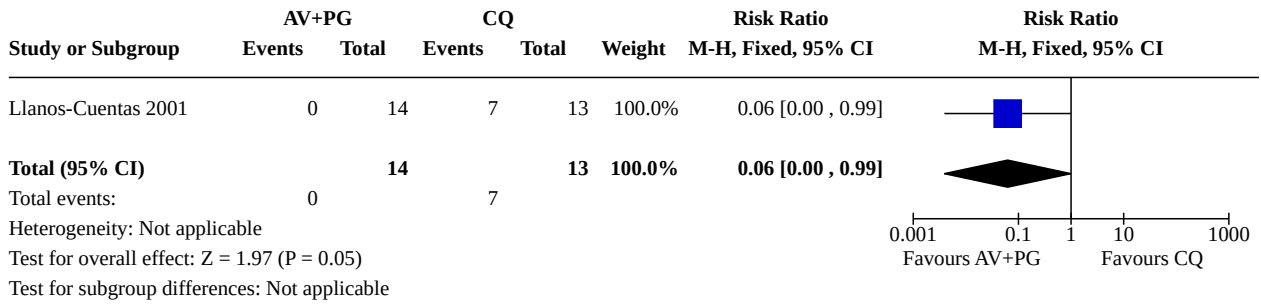 AV+PG CQ Risk Ratio Risk Ratio
Study or Subgroup Events Total Events Total Weight M-H, Fixed, 95% CI M-H, Fixed, 95% CI
Llanos-Cuentas 2001 0 14 7 13 100.0% 0.06 [0.00 , 0.99]
Total (95% CI) 14 13 100.0% 0.06 [0.00 , 0.99]
Total events: 0 7
Heterogeneity: Not applicable
0.001 0.1 1 10 1000
Test for overall effect: Z = 1.97 (P = 0.05) Favours AV+PG Favours CQ
Test for subgroup differences: Not applicable